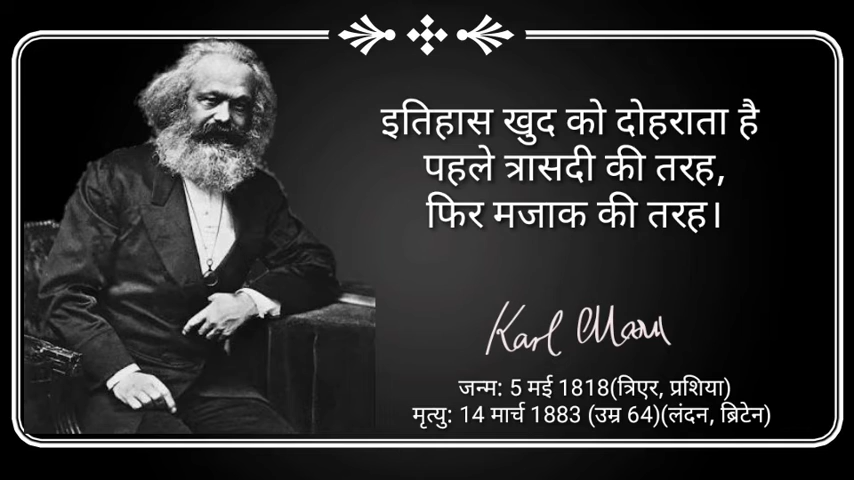 इतिहास खुद को दोहराता है
पहले त्रासदी की तरह,
फिर मजाक की तरह।
Karl Marx
जन्म: 5 मई 1818(त्रिएर, प्रशिया)
मृत्यु: 14 मार्च 1883 (उम्र 64)(लंदन, ब्रिटेन)